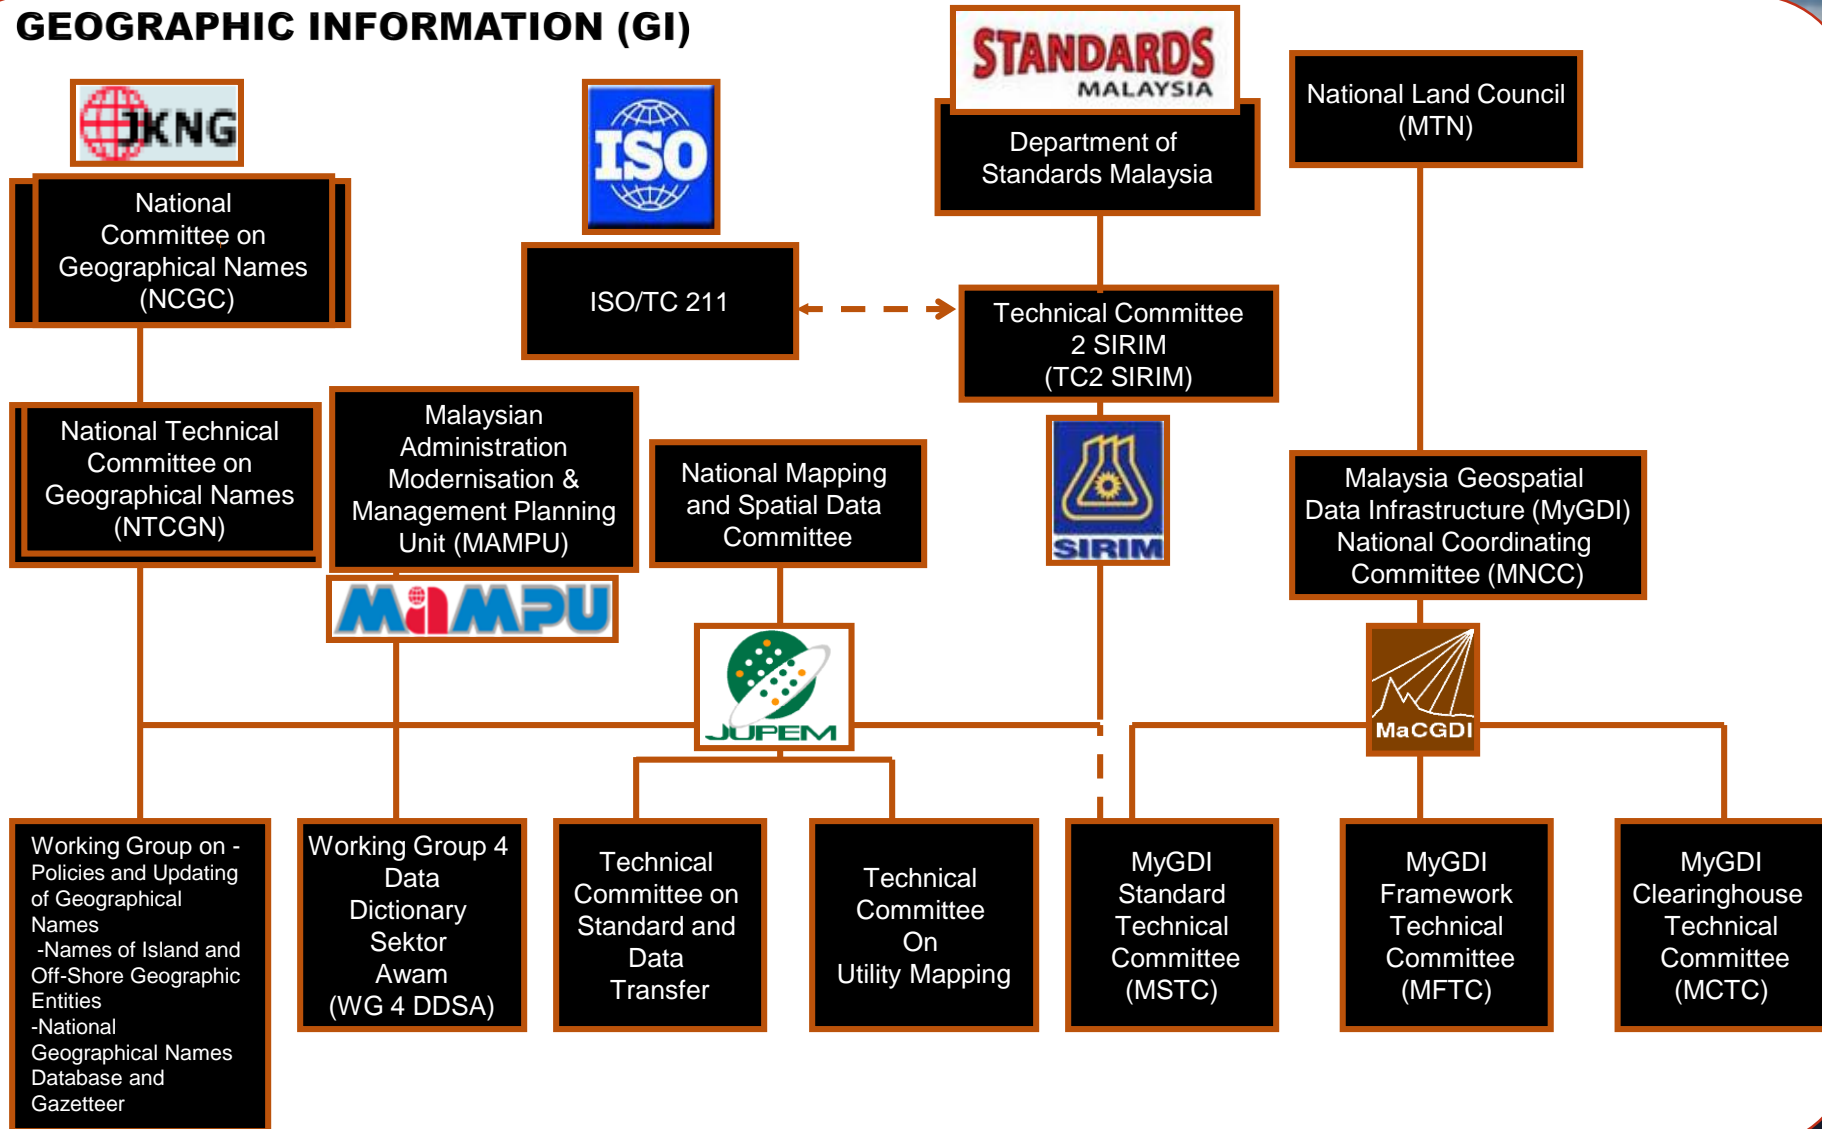 GEOGRAPHIC INFORMATION (GI)
JKNG
National
Committee on
Geographical Names
(NCGC)
ISO
ISO/TC 211
STANDARDS
MALAYSIA
Department of
Standards Malaysia
National Land Council
(MTN)
Technical Committee
2 SIRIM
(TC2 SIRIM)
SIRIM
National Technical
Committee on
Geographical Names
(NTCGN)
Malaysian
Administration
Modernisation &
Management Planning
Unit (MAMPU)
MAMPU
National Mapping
and Spatial Data
Committee
JUPEM
Malaysia Geospatial
Data Infrastructure (MyGDI)
National Coordinating
Committee (MNCC)
MaCGDI
Working Group on -
Policies and Updating
of Geographical
Names
-Names of Island and
Off-Shore Geographic
Entities
-National
Geographical Names
Database and
Gazetteer
Working Group 4
Data
Dictionary
Sektor
Awam
(WG 4 DDSA)
Technical
Committee on
Standard and
Data
Transfer
Technical
Committee
On
Utility Mapping
MyGDI
Standard
Technical
Committee
(MSTC)
MyGDI
Framework
Technical
Committee
(MFTC)
MyGDI
Clearinghouse
Technical
Committee
(MCTC)